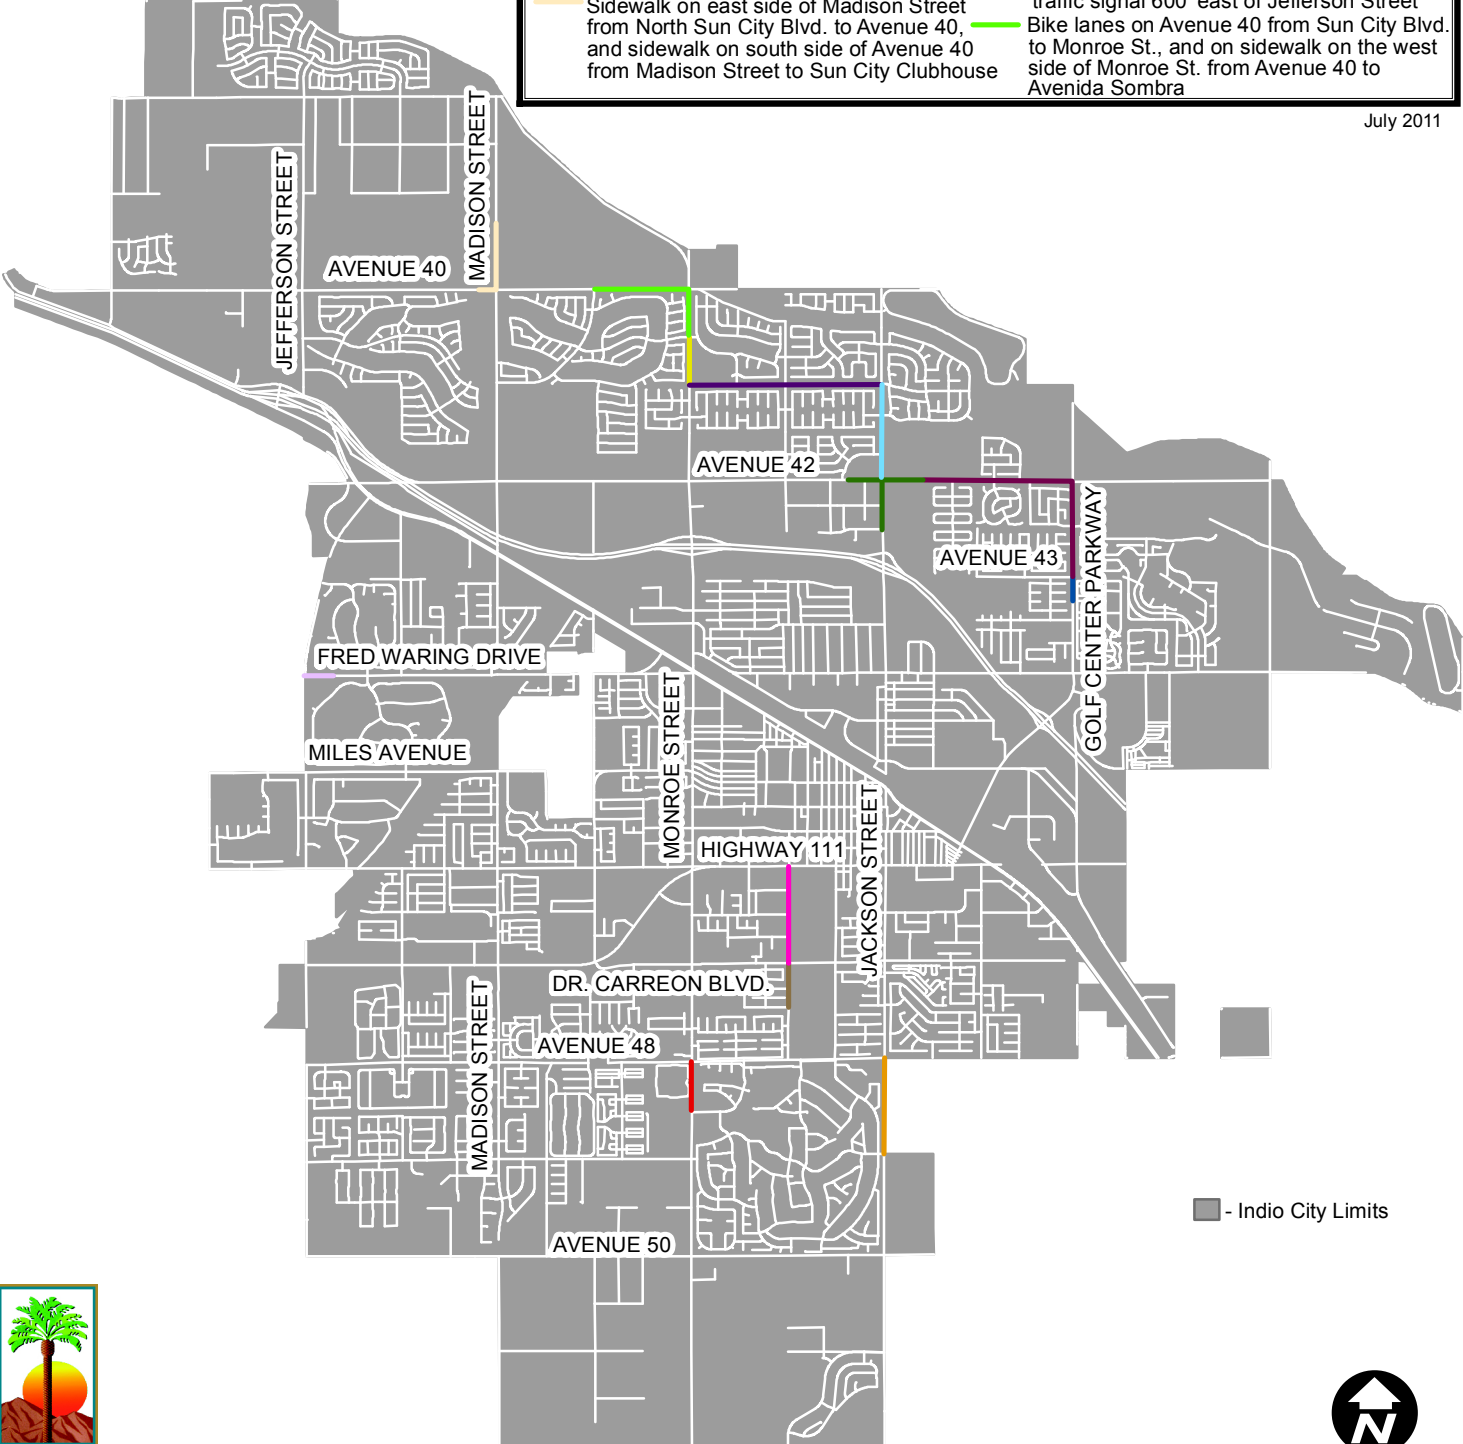 Sidewalk on east side of Madison Street
from North Sun City Blvd. to Avenue 40,
and sidewalk on south side of Avenue 40
from Madison Street to Sun City Clubhouse
traffic signal 600' east of Jefferson Street
Bike lanes on Avenue 40 from Sun City Blvd.
to Monroe St., and on sidewalk on the west
side of Monroe St. from Avenue 40 to
Avenida Sombra
July 2011
MADISON STREET
JEFFERSON STREET
AVENUE 40
AVENUE 42
AVENUE 43
GOLF CENTER PARKWAY
FRED WARING DRIVE
MONROE STREET
MILES AVENUE
JACKSON STREET
HIGHWAY 111
DR. CARREON BLVD.
MADISON STREET
AVENUE 48
- Indio City Limits
AVENUE 50
N